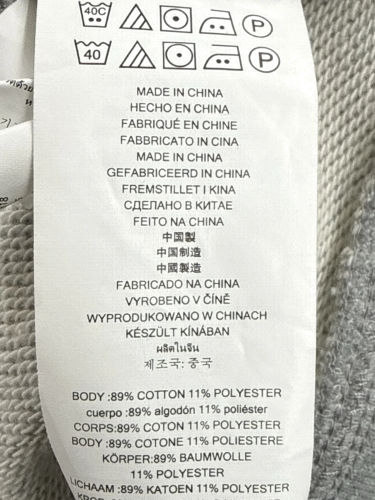 40C P
40 P
MADE IN CHINA
HECHO EN CHINA
FABRIQUÉ EN CHINE
FABBRICATO IN CINA
MADE IN CHINA
GEFABRICEERD IN CHINA
FREMSTILLET I KINA
СДЕЛАНО В КИТАЕ
FEITO NA CHINA
中国製
中国制造
中國製造
FABRICADO NA CHINA
VYROBENO V ČÍNĚ
WYPRODUKOWANO W CHINACH
KÉSZÜLT KÍNÁBAN
ผลิตในจีน
제조국: 중국
BODY :89% COTTON 11% POLYESTER
cuerpo :89% algodón 11% poliéster
CORPS:89% COTON 11% POLYESTER
BODY :89% COTONE 11% POLIESTERE
KÖRPER:89% BAUMWOLLE
11% POLYESTER
LICHAAM :89% KATOEN 11% POLYESTER